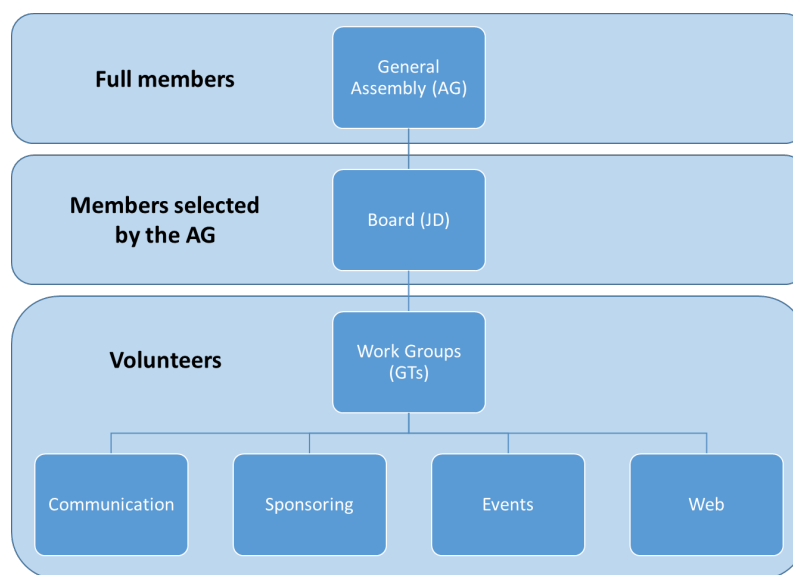 Full members
General
Assembly (AG)
Members selected
by the AG
Board (JD)
Volunteers
Work Groups
(GTs)
Communication
Sponsoring
Events
Web